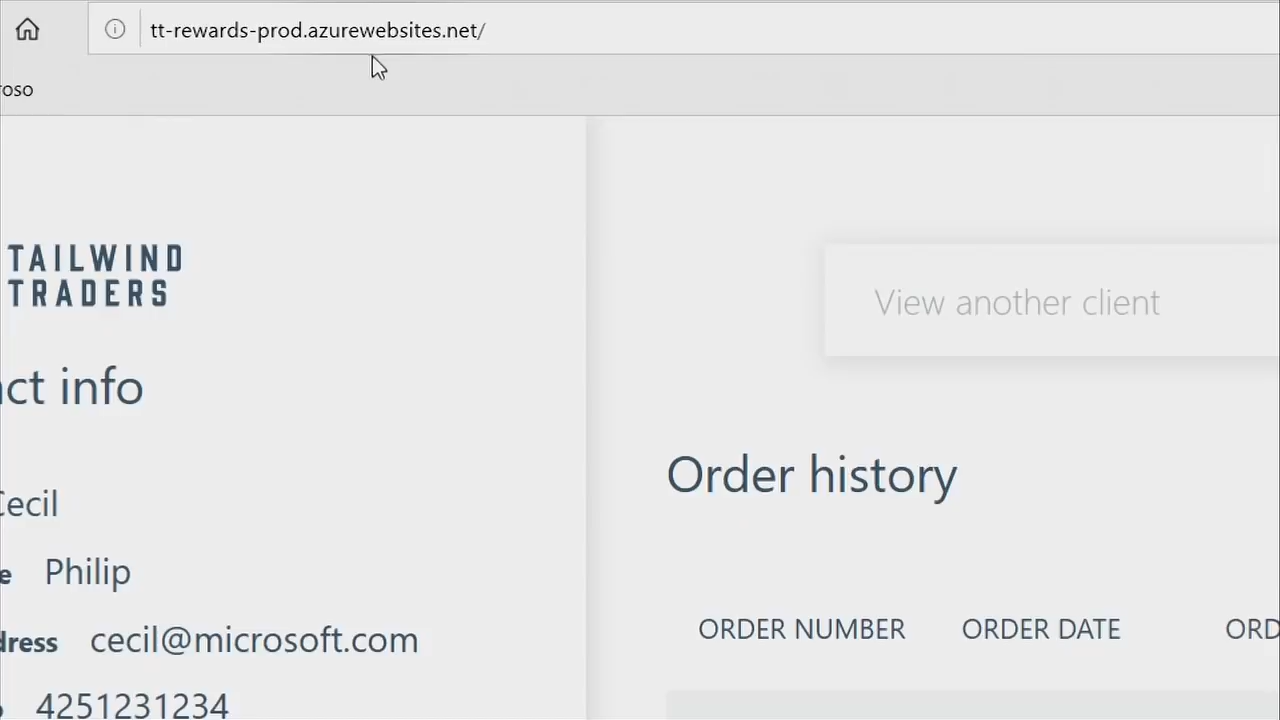 tt-rewards-prod.azurewebsites.net/
oso
TAILWIND
TRADERS
View another client
ct info
Order history
Cecil
e Philip
dress cecil@microsoft.com
ORDER NUMBER ORDER DATE ORD
4251231234